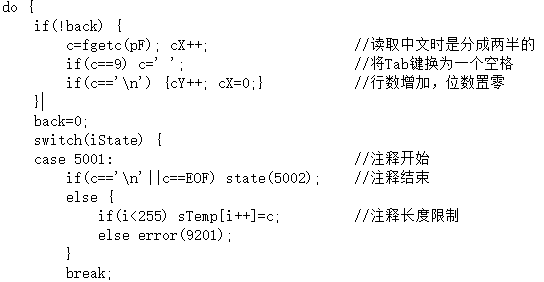 do {
    if(!back) {
        c=fgetc(pF); cX++;                    //读取中文时是分成两半的
        if(c==9) c=' ';                       //将Tab键换为一个空格
        if(c=='\n') {cY++; cX=0;}             //行数增加，位数置零
    }
    back=0;
    switch(iState) {
    case 5001:                                //注释开始
        if(c=='\n'||c==EOF) state(5002);      //注释结束
        else {
            if(i<255) sTemp[i++]=c;           //注释长度限制
            else error(9201);
        }
        break;